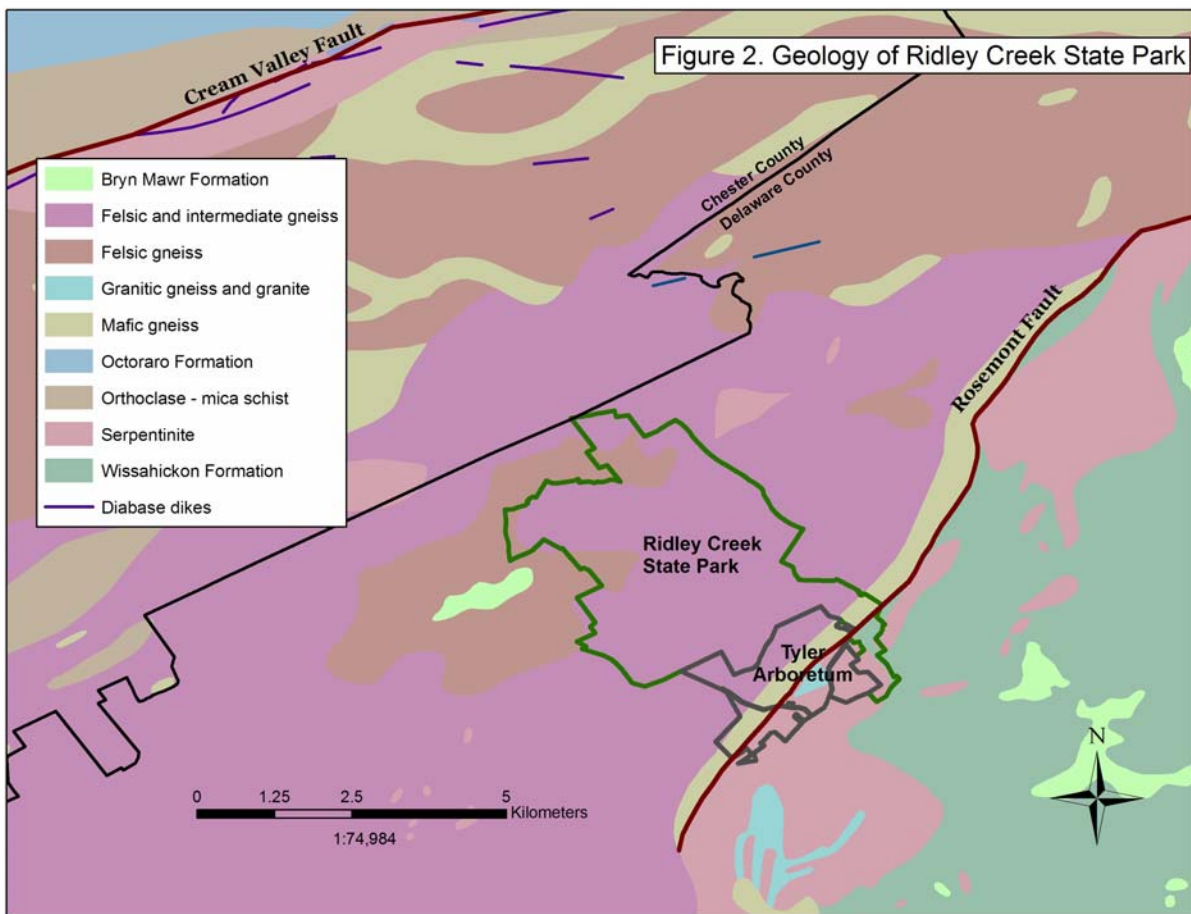 Figure 2. Geology of Ridley Creek State Park
Cream Valley Fault
Chester County
Delaware County
Bryn Mawr Formation
Felsic and intermediate gneiss
Felsic gneiss
Granitic gneiss and granite
Mafic gneiss
Octoraro Formation
Orthoclase - mica schist
Serpentinite
Wissahickon Formation
Diabase dikes
Rosemont Fault
Ridley Creek
State Park
Tyler
Arboretum
N
0 1.25 2.5 5
Kilometers
1:74,984